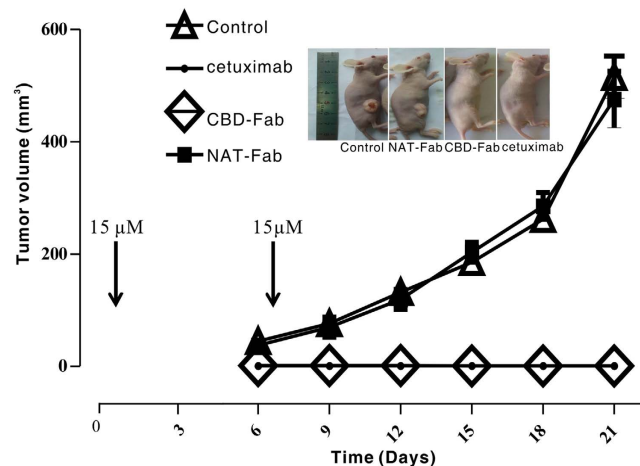 600
400
200
0
Tumor volume (mm³)
Control
cetuximab
CBD-Fab
NAT-Fab
Control NAT-Fab CBD-Fab cetuximab
15 µM
15µM
0 3 6 9 12 15 18 21
Time (Days)